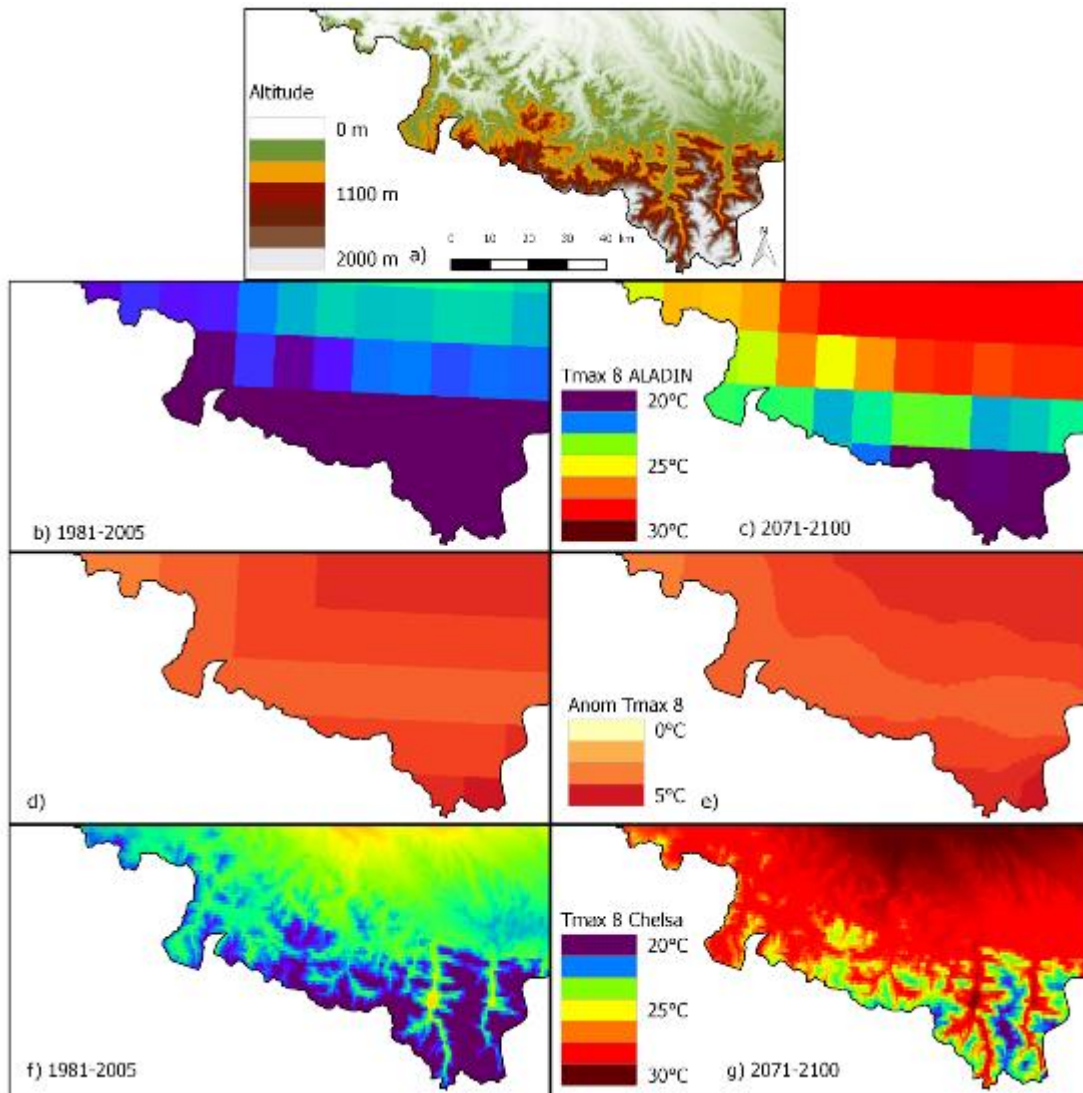 Altitude
0 m
1100 m
2000 m
a)
0 10 20 30 40 km
N
b) 1981-2005
Tmax 8 ALADIN
20°C
25°C
30°C
c) 2071-2100
d)
Anom Tmax 8
0°C
5°C
e)
f) 1981-2005
Tmax 8 Chelsa
20°C
25°C
30°C
g) 2071-2100